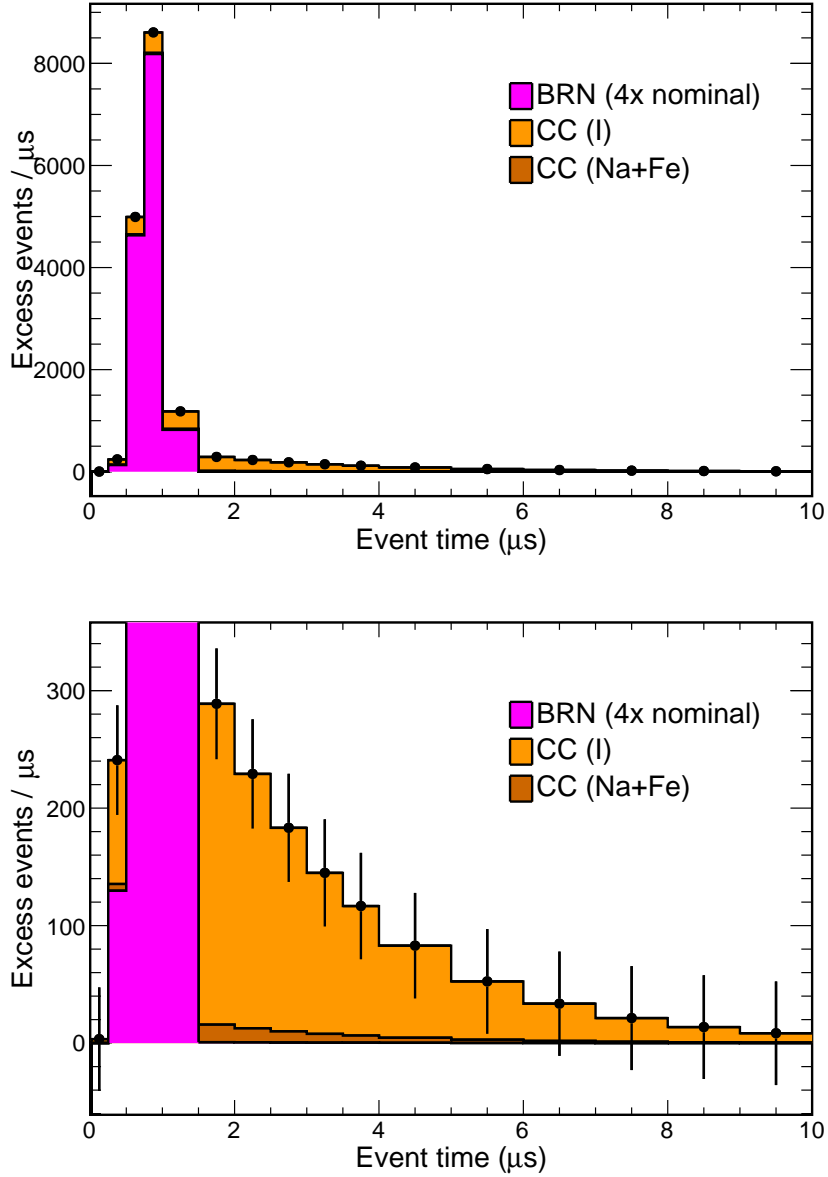 Excess events / μs
8000
6000
4000
2000
0
BRN (4x nominal)
CC (I)
CC (Na+Fe)
0 2 4 6 8 10
Event time (μs)
Excess events / μs
300
200
100
0
BRN (4x nominal)
CC (I)
CC (Na+Fe)
0 2 4 6 8 10
Event time (μs)